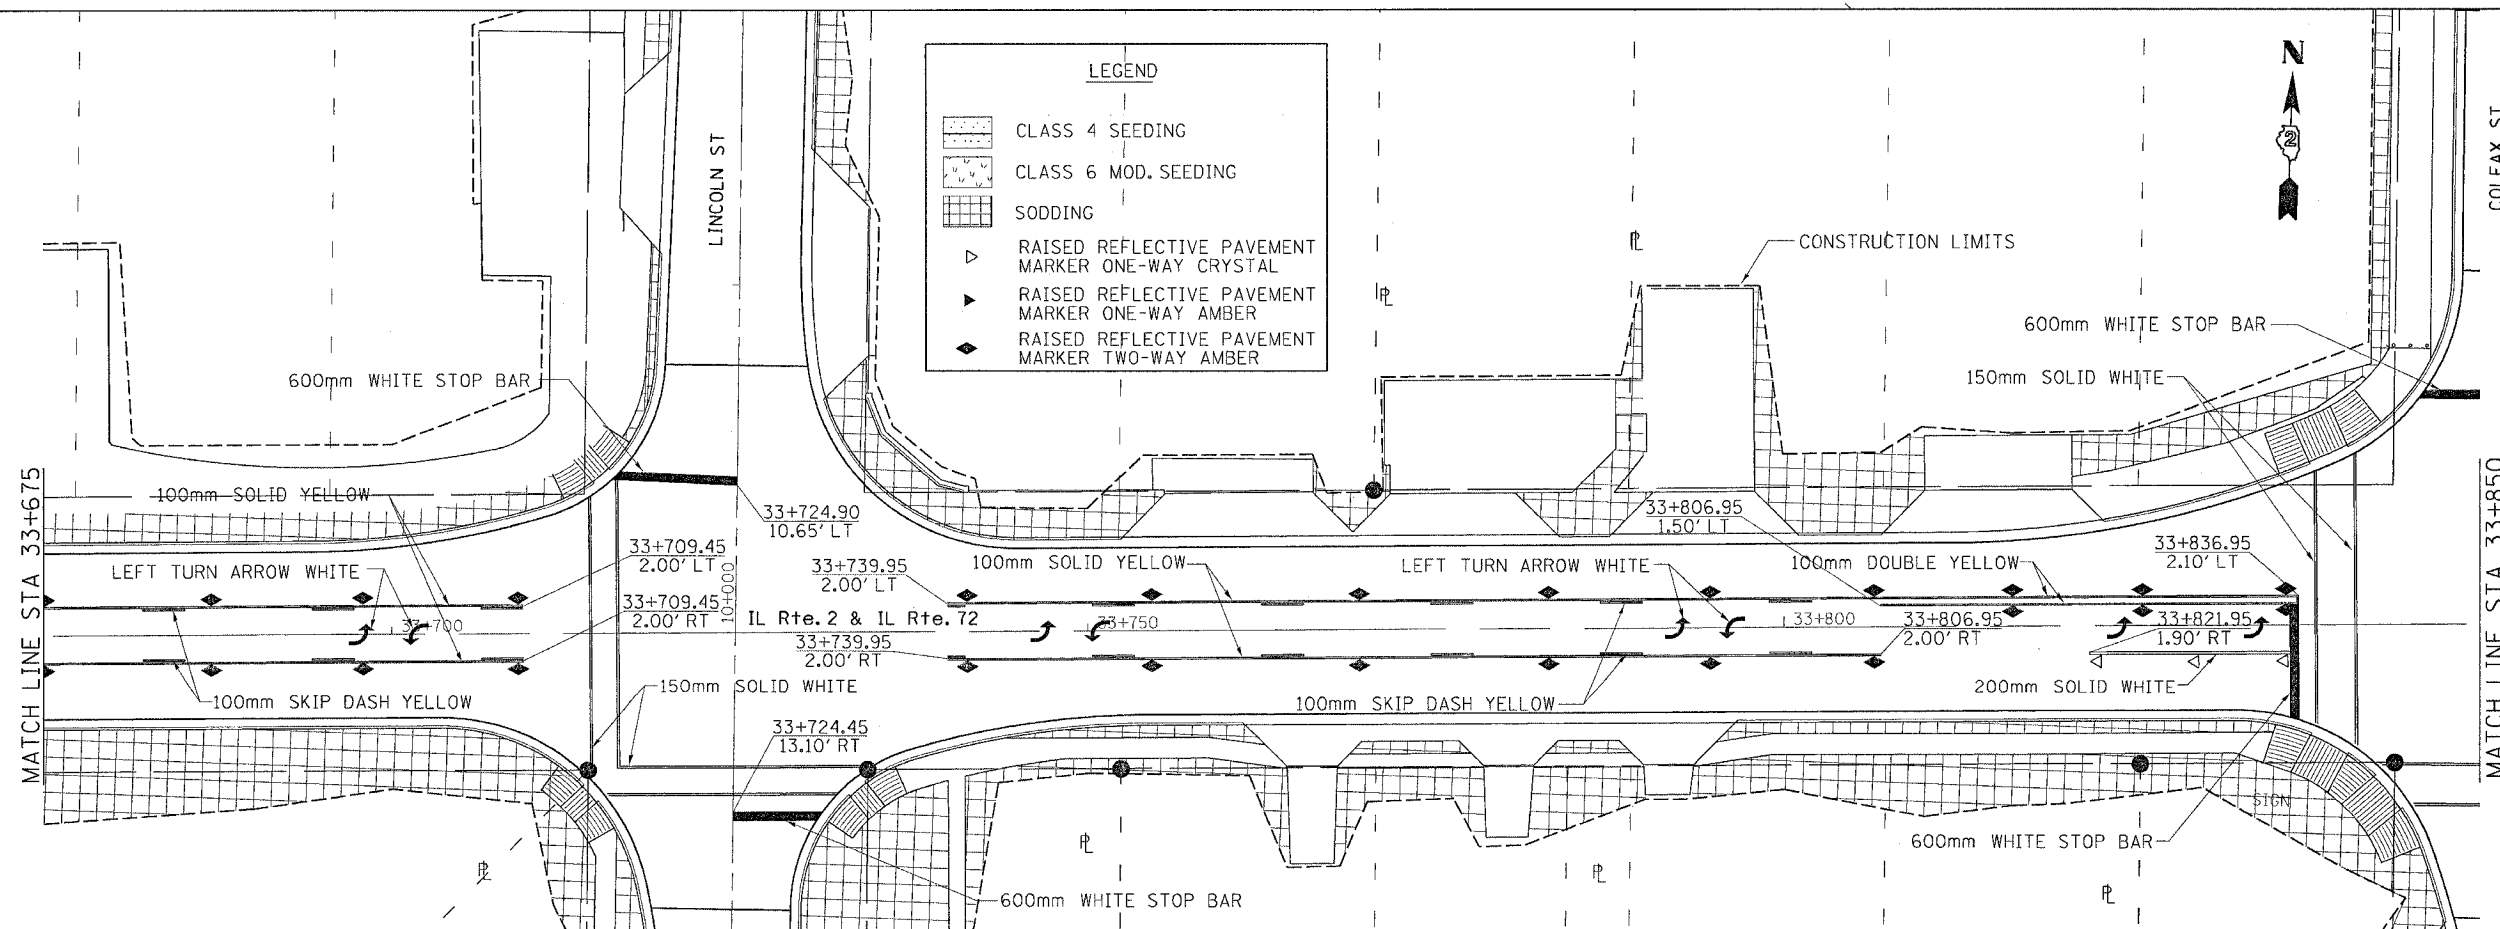 LEGEND
CLASS 4 SEEDING
CLASS 6 MOD. SEEDING
SODDING
RAISED REFLECTIVE PAVEMENT
MARKER ONE-WAY CRYSTAL
RAISED REFLECTIVE PAVEMENT
MARKER ONE-WAY AMBER
RAISED REFLECTIVE PAVEMENT
MARKER TWO-WAY AMBER
N
2
LINCOLN ST
COLFAX ST
PL
CONSTRUCTION LIMITS
PL
600mm WHITE STOP BAR
150mm SOLID WHITE
600mm WHITE STOP BAR
MATCH LINE STA 33+675
100mm SOLID YELLOW
33+724.90
10.65' LT
33+806.95
1.50' LT
33+709.45
2.00' LT
33+739.95
2.00' LT
100mm SOLID YELLOW
LEFT TURN ARROW WHITE
100mm DOUBLE YELLOW
33+836.95
2.10' LT
MATCH LINE STA 33+850
LEFT TURN ARROW WHITE
33+709.45
2.00' RT
10+000
IL Rte. 2 & IL Rte. 72
33+700
33+750
33+800
33+806.95
2.00' RT
33+821.95
1.90' RT
33+739.95
2.00' RT
150mm SOLID WHITE
100mm SKIP DASH YELLOW
100mm SKIP DASH YELLOW
200mm SOLID WHITE
33+724.45
13.10' RT
SIGN
600mm WHITE STOP BAR
PL
PL
PL
PL
600mm WHITE STOP BAR